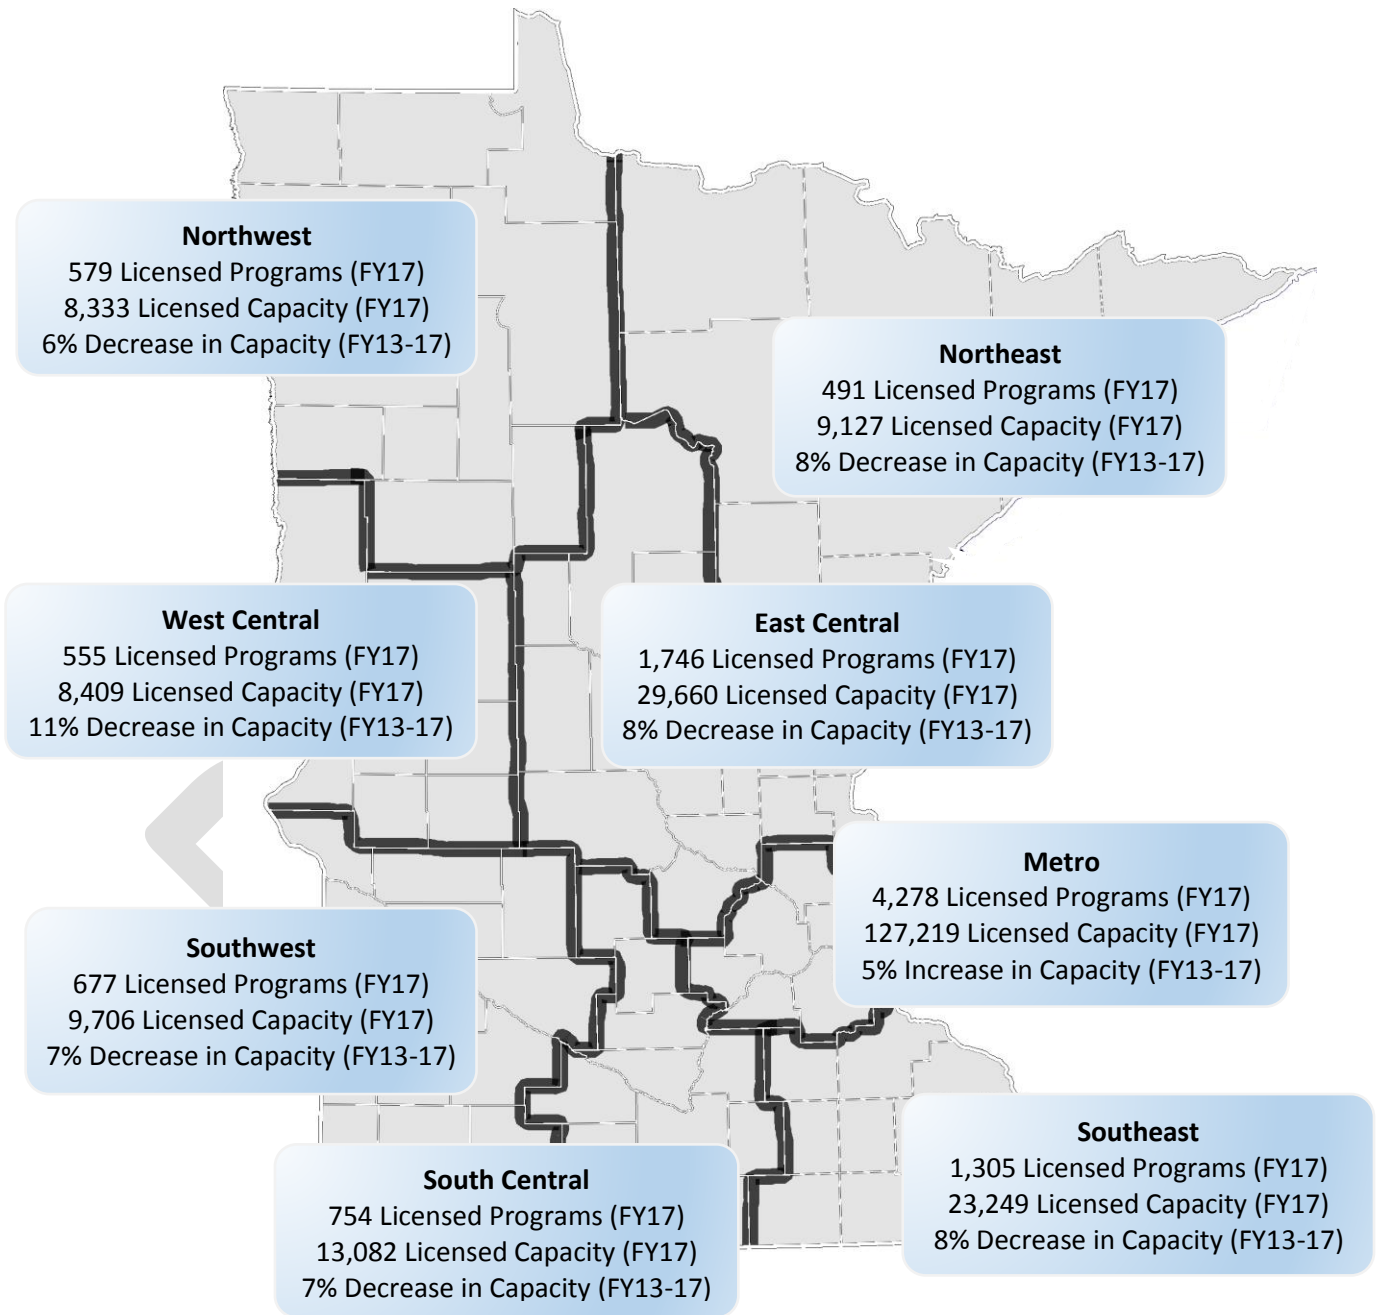 Northwest
579 Licensed Programs (FY17)
8,333 Licensed Capacity (FY17)
6% Decrease in Capacity (FY13-17)
Northeast
491 Licensed Programs (FY17)
9,127 Licensed Capacity (FY17)
8% Decrease in Capacity (FY13-17)
West Central
555 Licensed Programs (FY17)
8,409 Licensed Capacity (FY17)
11% Decrease in Capacity (FY13-17)
East Central
1,746 Licensed Programs (FY17)
29,660 Licensed Capacity (FY17)
8% Decrease in Capacity (FY13-17)
Metro
4,278 Licensed Programs (FY17)
127,219 Licensed Capacity (FY17)
5% Increase in Capacity (FY13-17)
Southwest
677 Licensed Programs (FY17)
9,706 Licensed Capacity (FY17)
7% Decrease in Capacity (FY13-17)
Southeast
1,305 Licensed Programs (FY17)
23,249 Licensed Capacity (FY17)
8% Decrease in Capacity (FY13-17)
South Central
754 Licensed Programs (FY17)
13,082 Licensed Capacity (FY17)
7% Decrease in Capacity (FY13-17)